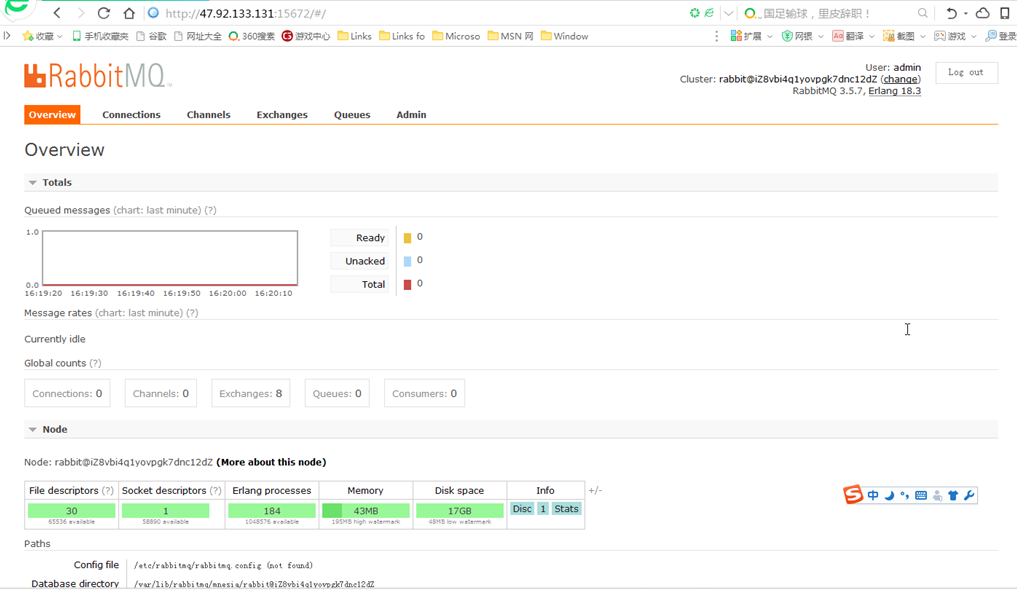 http://47.92.133.131:15672/#/
国足输球，里皮辞职！
收藏 手机收藏夹 谷歌 网址大全 360搜索 游戏中心 Links Links fo Microso MSN 网 Window 扩展 网银 翻译 截图 游戏 登录
RabbitMQ
User: admin
Cluster: rabbit@iZ8vbi4q1yovpgk7dnc12dZ (change)
RabbitMQ 3.5.7, Erlang 18.3
Log out
Overview Connections Channels Exchanges Queues Admin
Overview
Totals
Queued messages (chart: last minute) (?)
1.0
0.0
16:19:20 16:19:30 16:19:40 16:19:50 16:20:00 16:20:10
Ready 0
Unacked 0
Total 0
Message rates (chart: last minute) (?)
Currently idle
Global counts (?)
Connections: 0 Channels: 0 Exchanges: 8 Queues: 0 Consumers: 0
Node
Node: rabbit@iZ8vbi4q1yovpgk7dnc12dZ (More about this node)
File descriptors (?) Socket descriptors (?) Erlang processes Memory Disk space Info +/-
30 1 184 43MB 17GB Disc 1 Stats
65536 available 58890 available 1048576 available 195MB high watermark 48MB low watermark
中
Paths
Config file /etc/rabbitmq/rabbitmq.config (not found)
Database directory /var/lib/rabbitmq/mnesia/rabbit@iZ8vbi4q1yovpgk7dnc12dZ